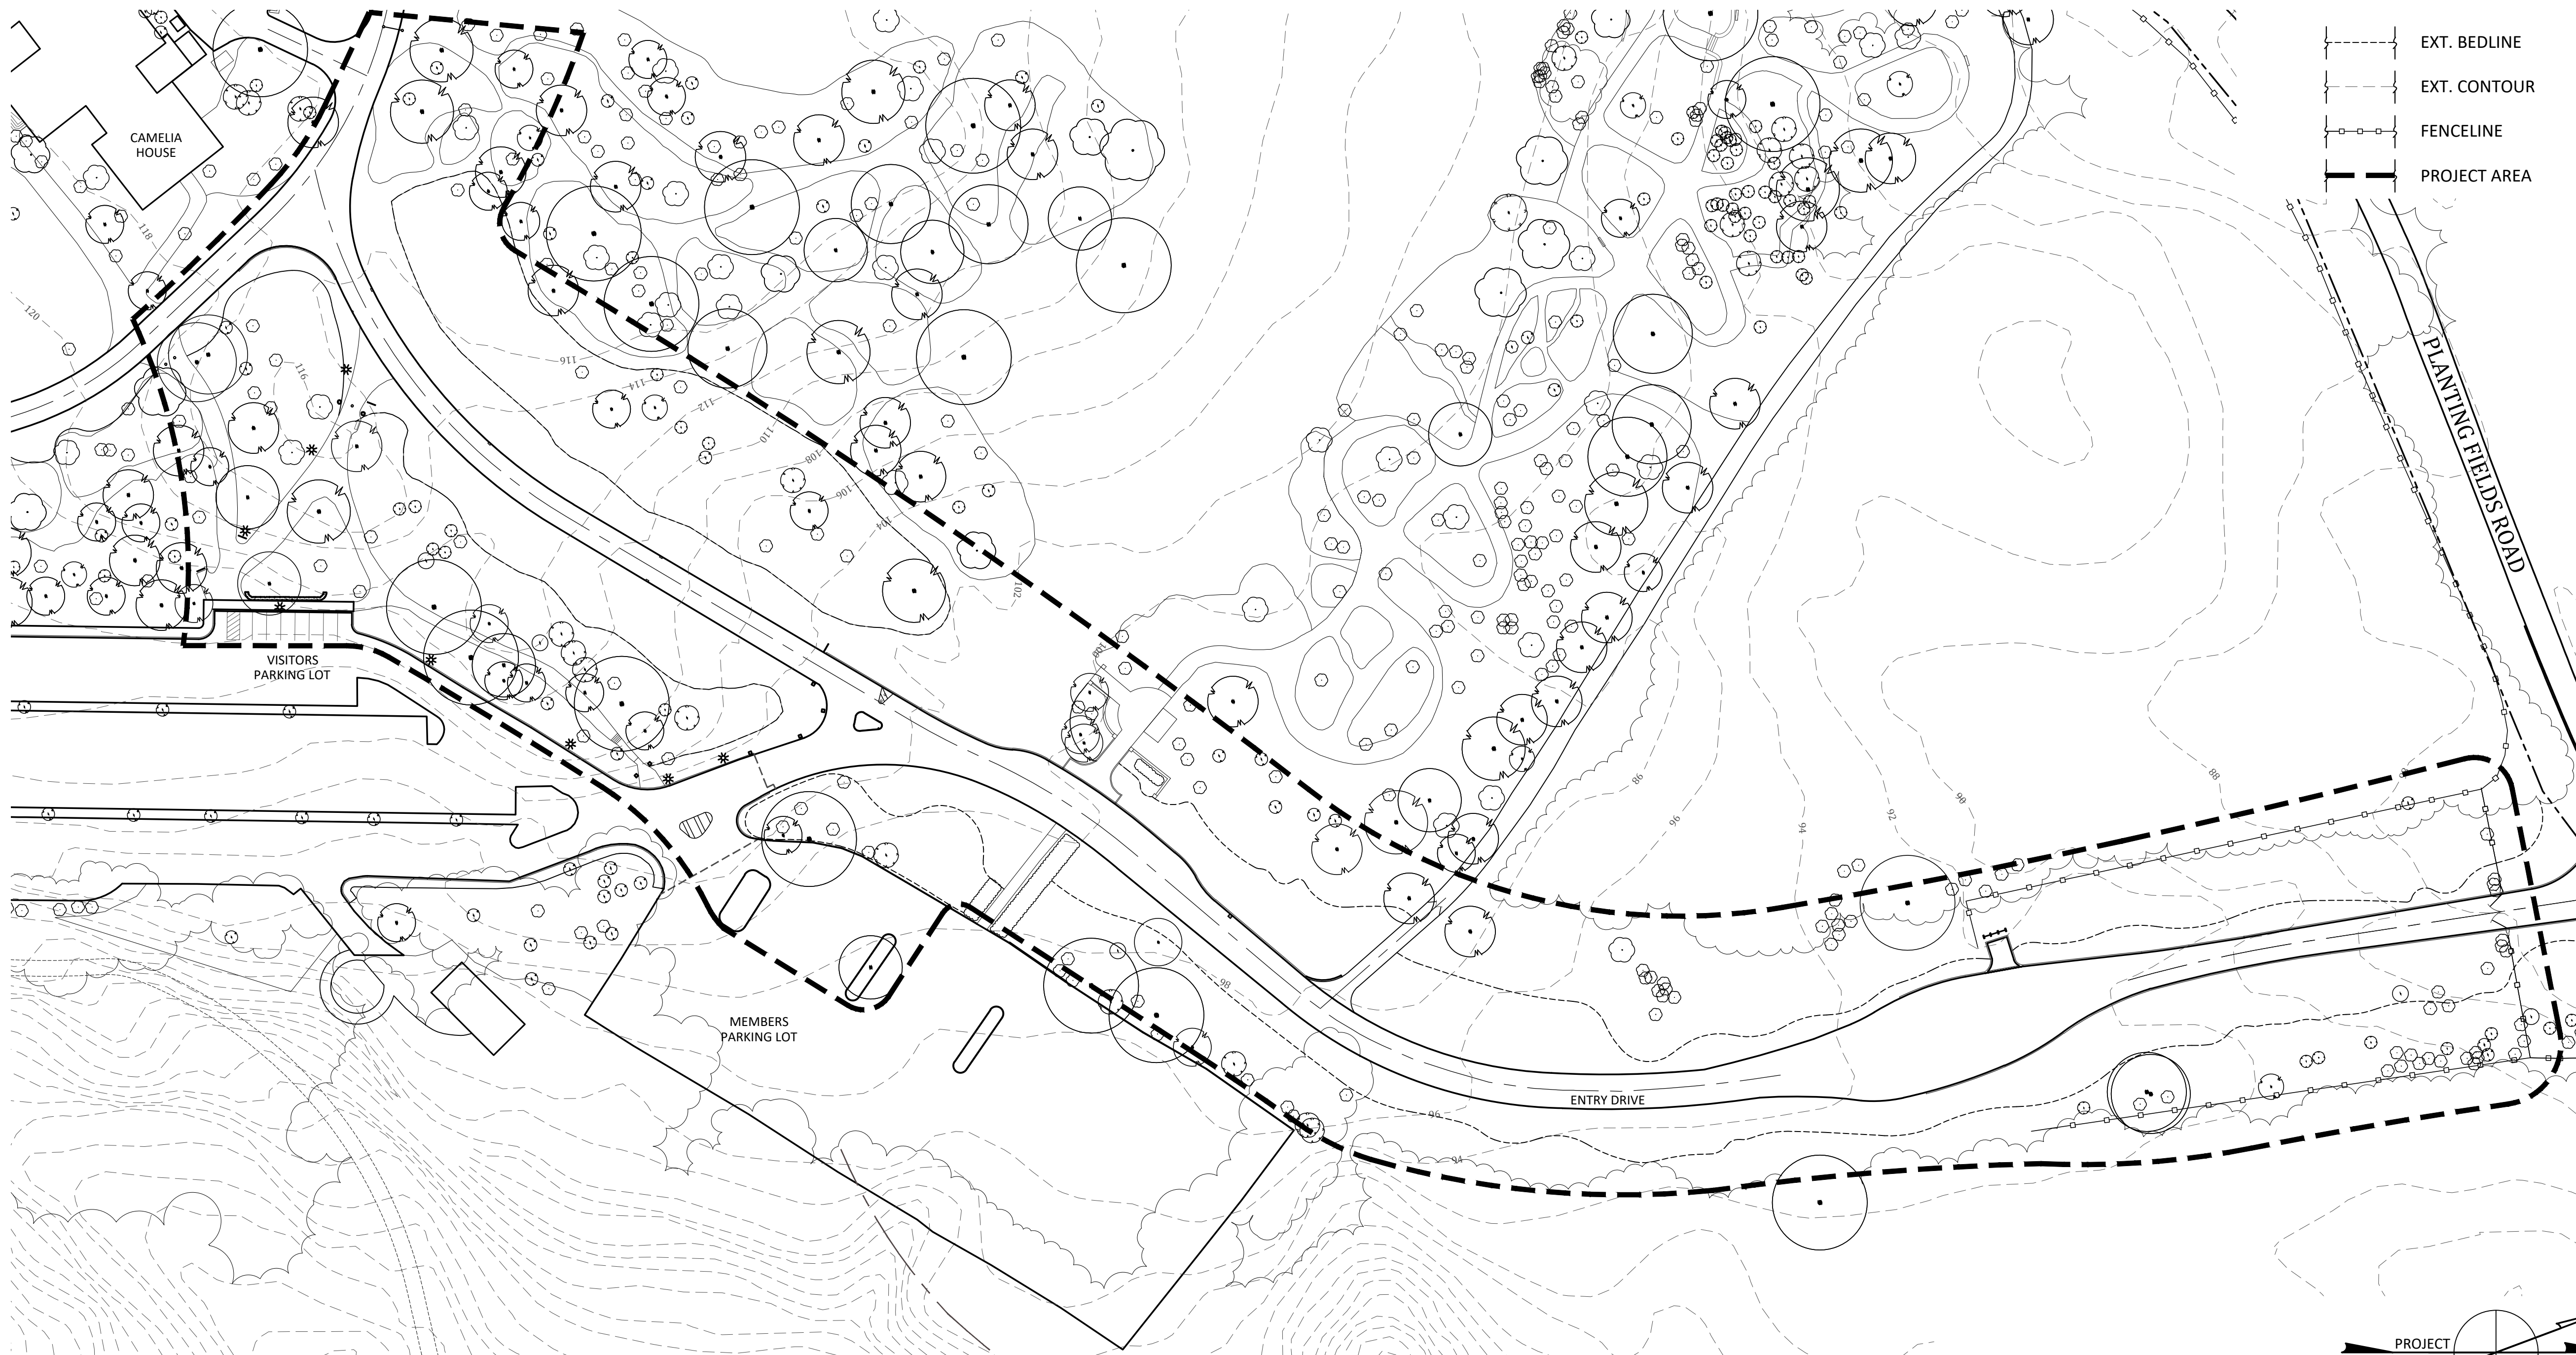 EXT. BEDLINE
EXT. CONTOUR
FENCELINE
PROJECT AREA
CAMELIA
HOUSE
118
120
116
116
114
112
110
108
106
104
102
100
PLANTING FIELDS ROAD
VISITORS
PARKING LOT
86
96
94
92
90
88
98
MEMBERS
PARKING LOT
ENTRY DRIVE
96
94
PROJECT